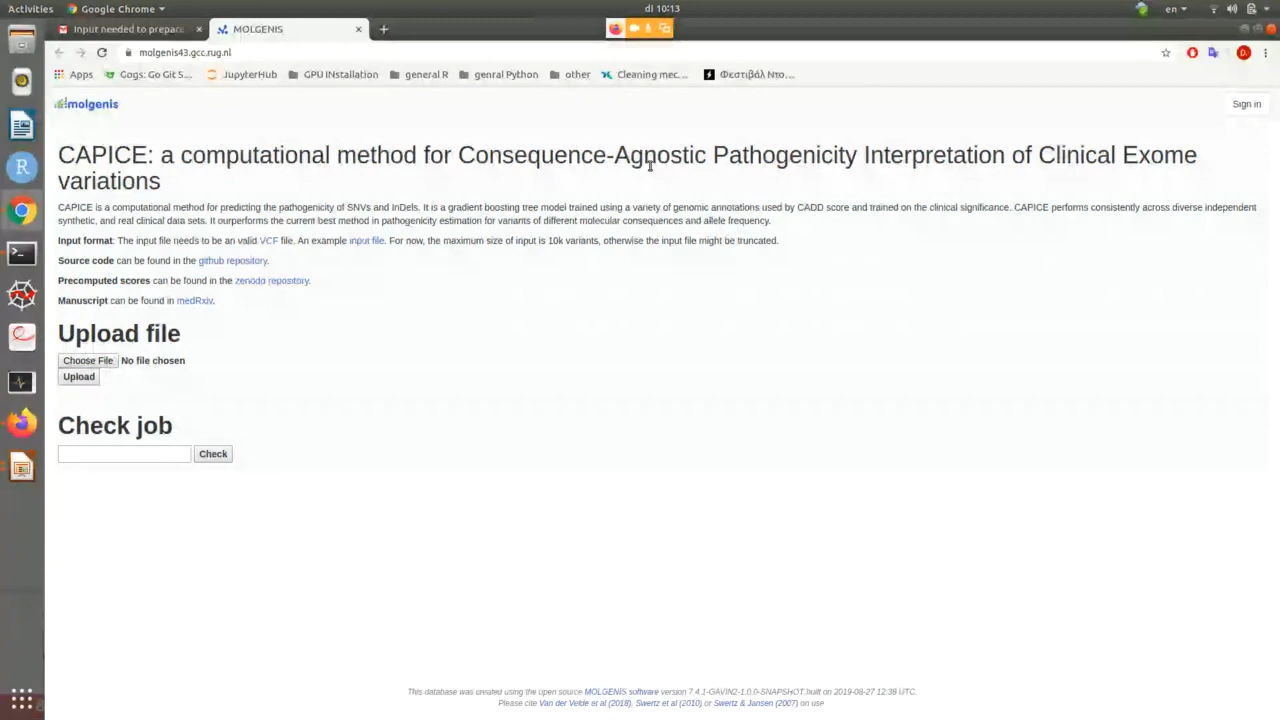 Activities Google Chrome di 10:13 en
Input needed to prepare MOLGENIS
molgenis43.gcc.rug.nl
Apps Gogs: Go Git S... JupyterHub GPU INstallation general R genral Python other Cleaning mec... Φεστιβάλ Ντο...
molgenis Sign in
CAPICE: a computational method for Consequence-Agnostic Pathogenicity Interpretation of Clinical Exome
variations
CAPICE is a computational method for predicting the pathogenicity of SNVs and InDels. It is a gradient boosting tree model trained using a variety of genomic annotations used by CADD score and trained on the clinical significance. CAPICE performs consistently across diverse independent
synthetic, and real clinical data sets. It ourperforms the current best method in pathogenicity estimation for variants of different molecular consequences and allele frequency.
Input format: The input file needs to be an valid VCF file. An example input file. For now, the maximum size of input is 10k variants, otherwise the input file might be truncated.
Source code can be found in the github repository.
Precomputed scores can be found in the zenodo repository.
Manuscript can be found in medRxiv.
Upload file
Choose File No file chosen
Upload
Check job
Check
This database was created using the open source MOLGENIS software version 7.4.1-GAVIN2-1.0.0-SNAPSHOT built on 2019-08-27 12:38 UTC.
Please cite Van der Velde et al (2018), Swertz et al (2010) or Swertz & Jansen (2007) on use